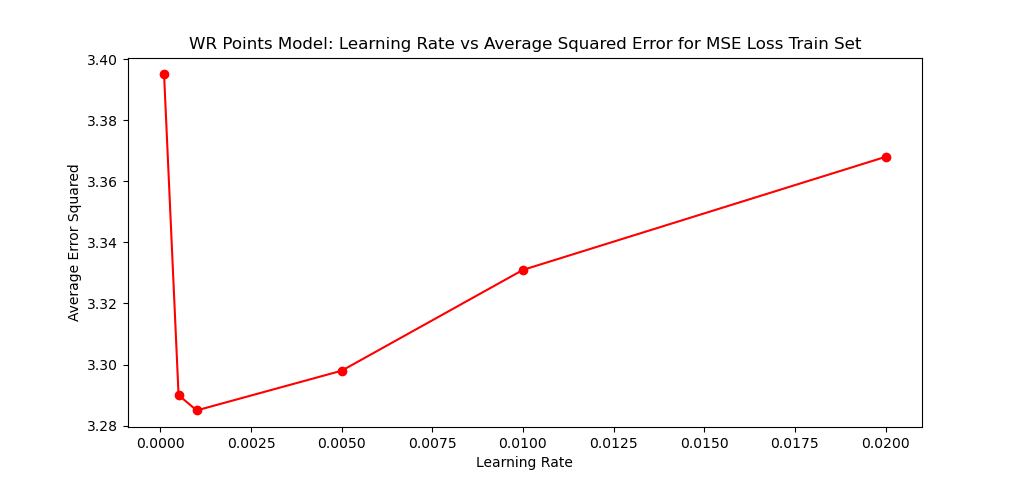 WR Points Model: Learning Rate vs Average Squared Error for MSE Loss Train Set
Average Error Squared
3.40
3.38
3.36
3.34
3.32
3.30
3.28
0.0000 0.0025 0.0050 0.0075 0.0100 0.0125 0.0150 0.0175 0.0200
Learning Rate